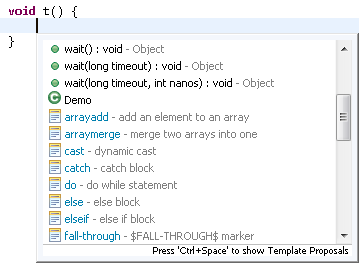 void t() {
}
wait() : void - Object
wait(long timeout) : void - Object
wait(long timeout, int nanos) : void - Object
Demo
arrayadd - add an element to an array
arraymerge - merge two arrays into one
cast - dynamic cast
catch - catch block
do - do while statement
else - else block
elseif - else if block
fall-through - $FALL-THROUGH$ marker
Press 'Ctrl+Space' to show Template Proposals